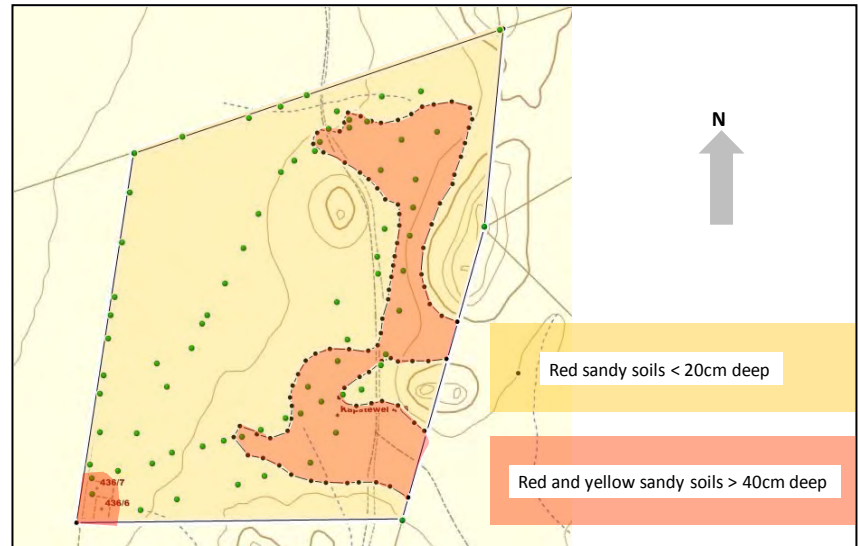 N
Red sandy soils < 20cm deep
Red and yellow sandy soils > 40cm deep
436/7
436/6